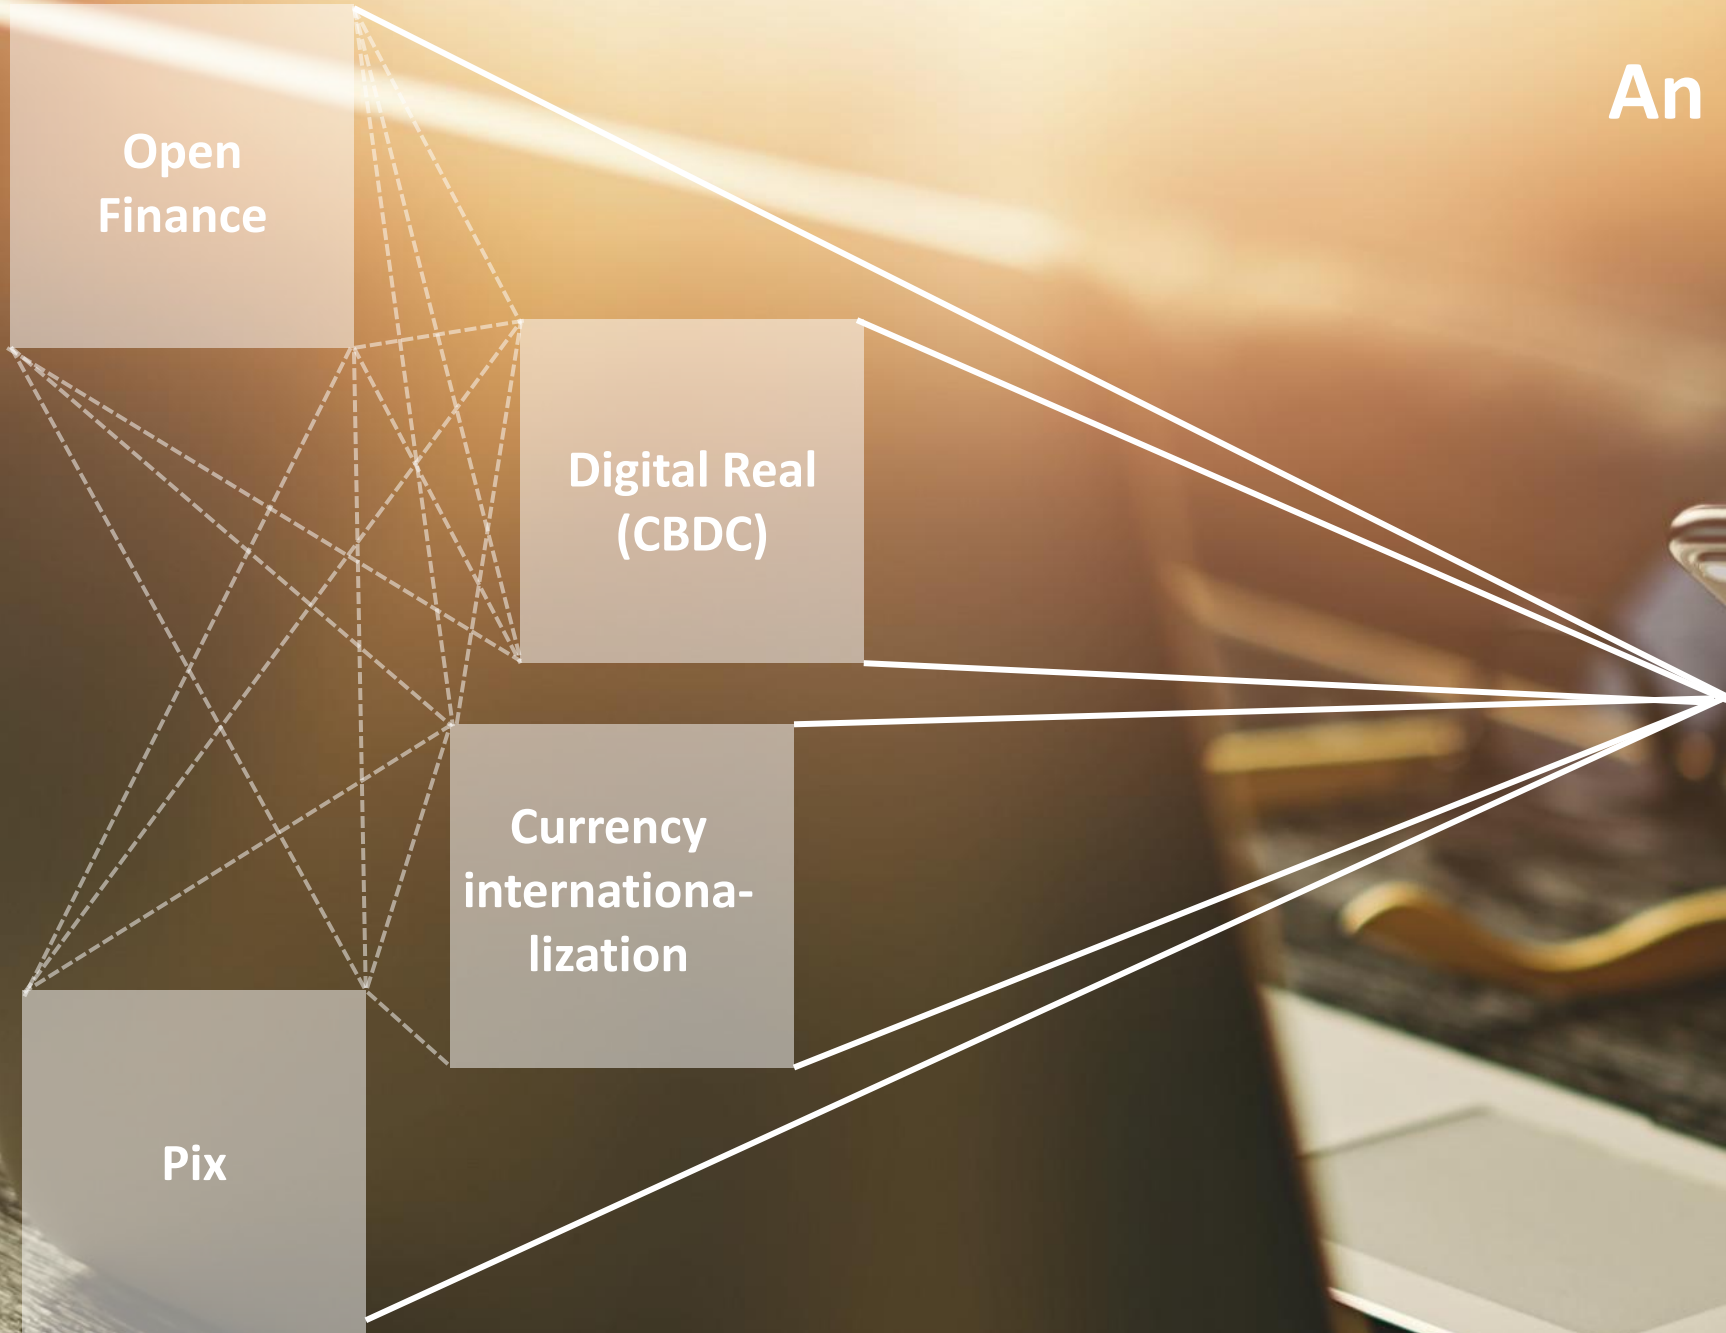 An
Open
Finance
Digital Real
(CBDC)
Currency
internationa-
lization
Pix